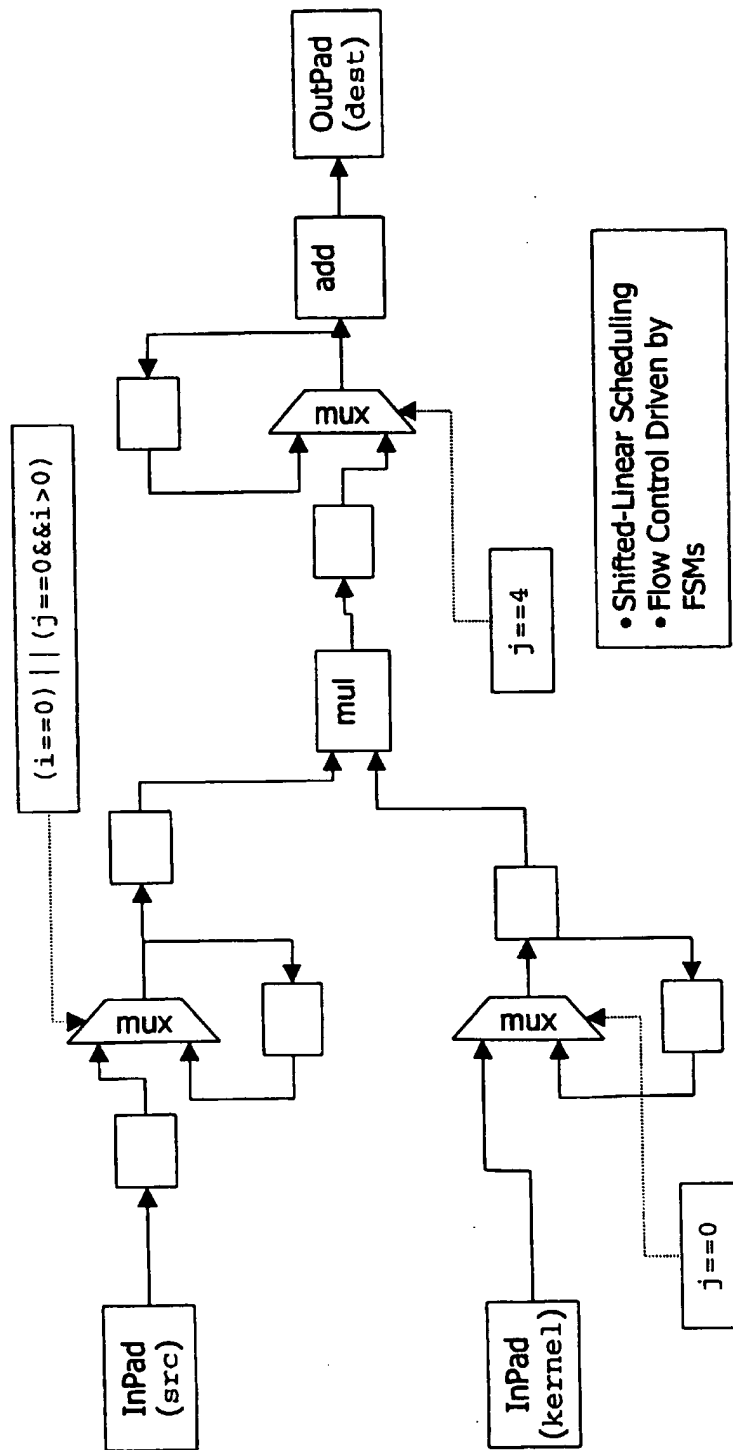 (i==0)||(j==0&&i>0)
InPad
(src)
mux
InPad
(kernel)
mux
j==0
mul
mux
j==4
add
OutPad
(dest)
• Shifted-Linear Scheduling
• Flow Control Driven by
FSMs